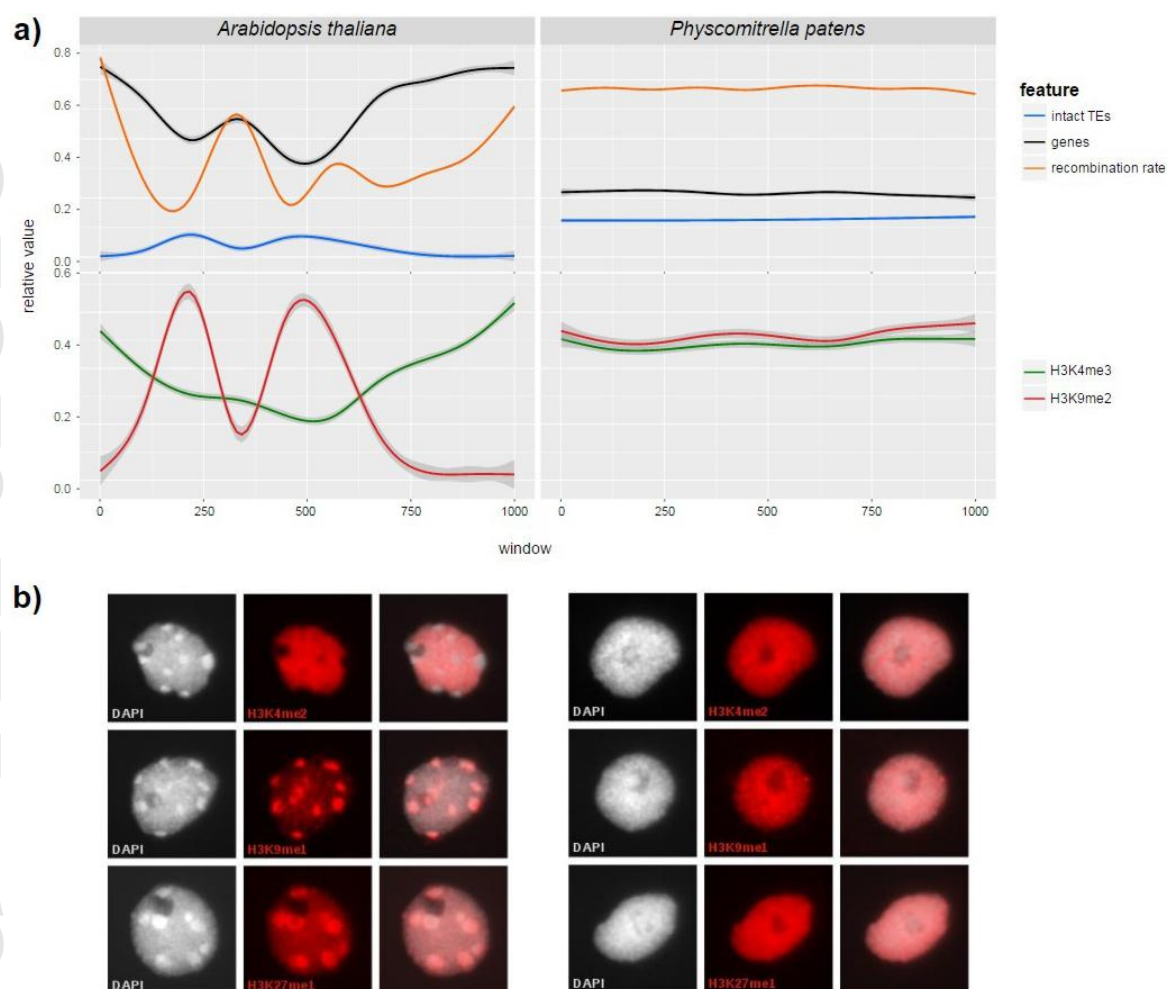 a)
Arabidopsis thaliana
Physcomitrella patens
0.8
0.6
0.4
0.2
0.0
0.6
0.4
0.2
0.0
relative value
0 250 500 750 1000
0 250 500 750 1000
window
feature
intact TEs
genes
recombination rate
H3K4me3
H3K9me2
b)
DAPI H3K4me2
DAPI H3K4me2
DAPI H3K9me1
DAPI H3K9me1
DAPI H3K27me1
DAPI H3K27me1